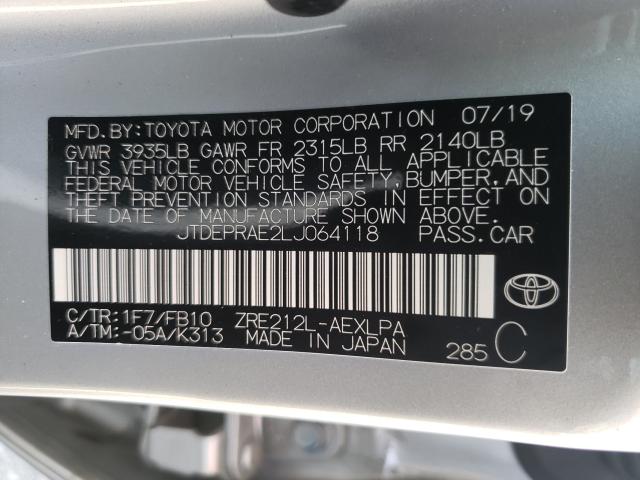 MFD.BY:TOYOTA MOTOR CORPORATION 07/19
GVWR 3935LB GAWR FR 2315LB RR 2140LB
THIS VEHICLE CONFORMS TO ALL APPLICABLE
FEDERAL MOTOR VEHICLE SAFETY,BUMPER,AND
THEFT PREVENTION STANDARDS IN EFFECT ON
THE DATE OF MANUFACTURE SHOWN ABOVE.
JTDEPRAE2LJ064118 PASS.CAR
C/TR:1F7/FB10 ZRE212L-AEXLPA
A/TM:-05A/K313 MADE IN JAPAN 285 C